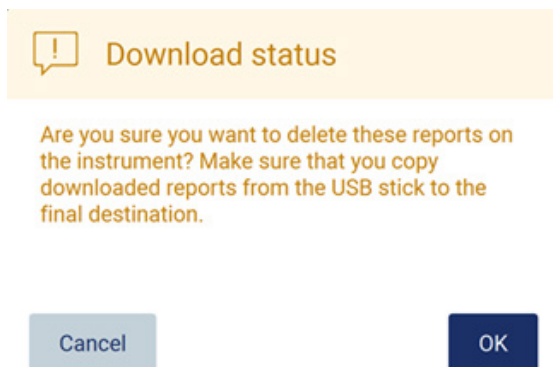 Download status
Are you sure you want to delete these reports on
the instrument? Make sure that you copy
downloaded reports from the USB stick to the
final destination.
Cancel
OK